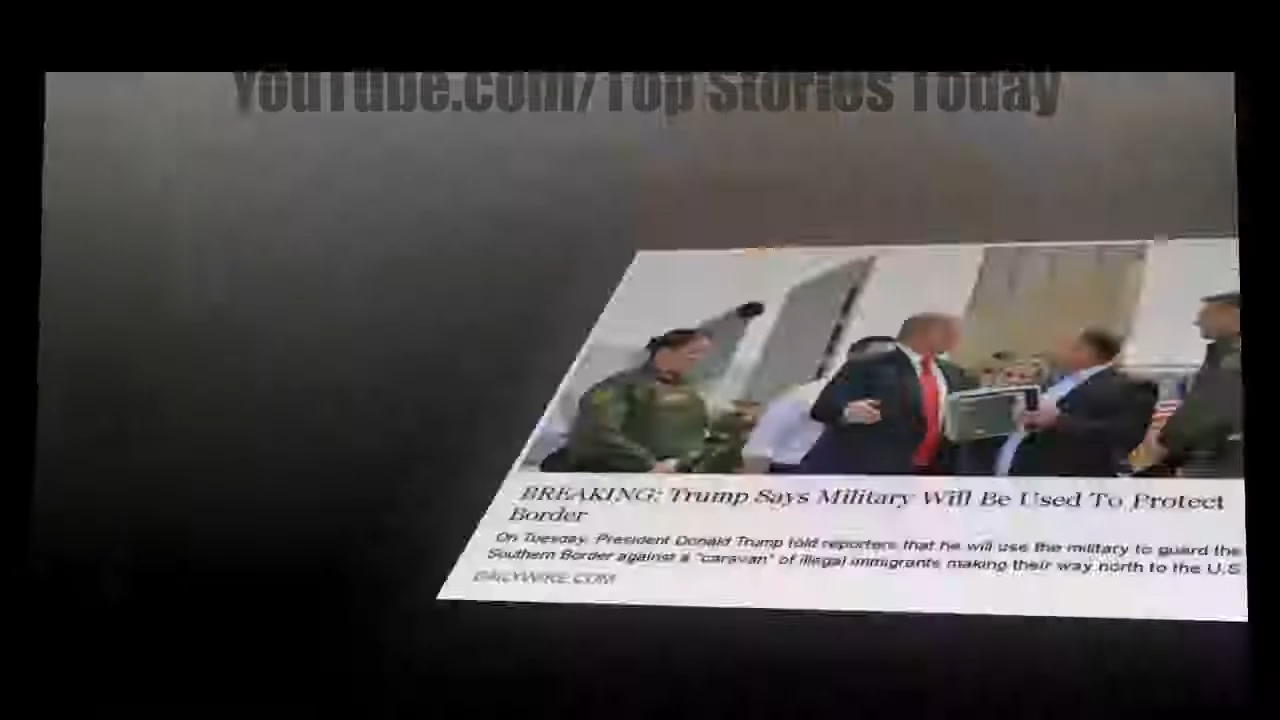 YouTube.com/Top Stories Today
BREAKING: Trump Says Military Will Be Used To Protect
Border
On Tuesday, President Donald Trump told reporters that he will use the military to guard the
Southern Border against a "caravan" of illegal immigrants making their way north to the U.S
DAILYWIRE.COM